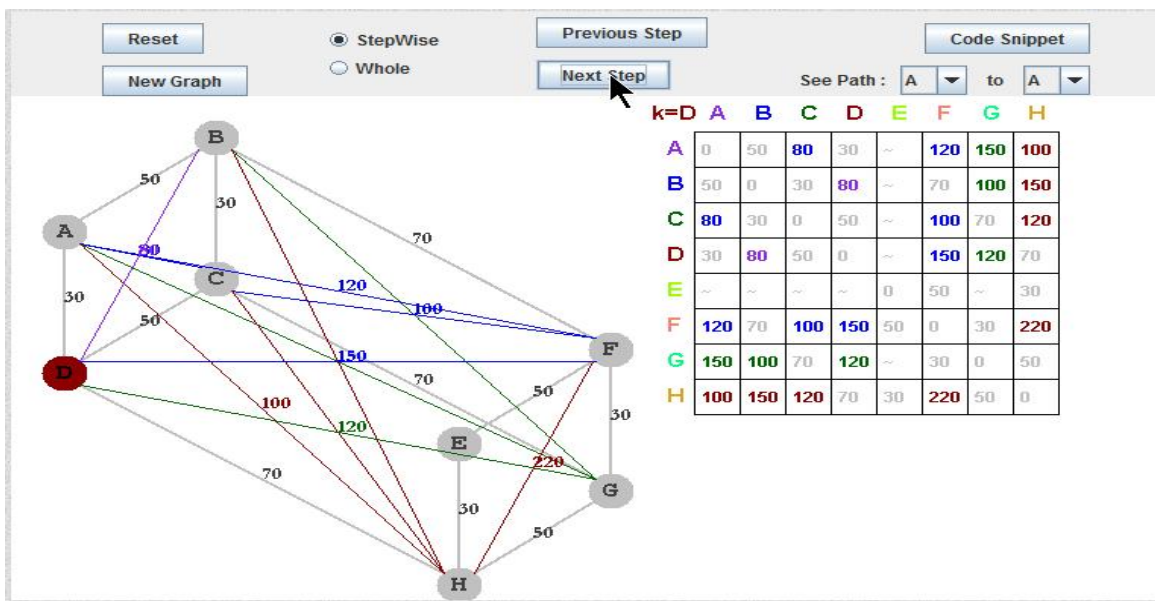 Reset StepWise Previous Step Code Snippet
New Graph Whole Next Step See Path : A to A
k=D A B C D E F G H
A 0 50 80 30 ~ 120 150 100
B 50 0 30 80 ~ 70 100 150
C 80 30 0 50 ~ 100 70 120
D 30 80 50 0 ~ 150 120 70
E ~ ~ ~ ~ 0 50 ~ 30
F 120 70 100 150 50 0 30 220
G 150 100 70 120 ~ 30 0 50
H 100 150 120 70 30 220 50 0
B
50
30
A
80
70
C
120
30
100
50
F
150
D
70
50
100
30
120
E
220
70
G
30
50
H